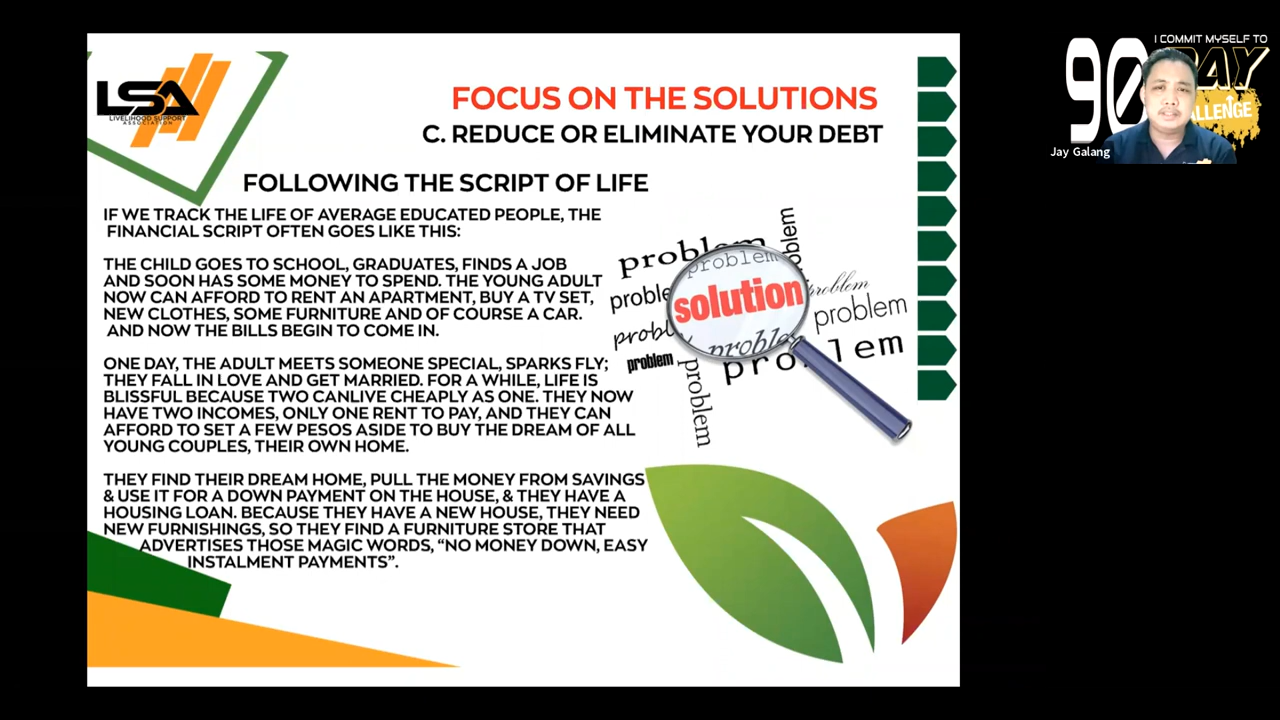 LSA
LIVELIHOOD SUPPORT
ASSOCIATION
FOCUS ON THE SOLUTIONS
C. REDUCE OR ELIMINATE YOUR DEBT
FOLLOWING THE SCRIPT OF LIFE
IF WE TRACK THE LIFE OF AVERAGE EDUCATED PEOPLE, THE
FINANCIAL SCRIPT OFTEN GOES LIKE THIS:
THE CHILD GOES TO SCHOOL, GRADUATES, FINDS A JOB
AND SOON HAS SOME MONEY TO SPEND. THE YOUNG ADULT
NOW CAN AFFORD TO RENT AN APARTMENT, BUY A TV SET,
NEW CLOTHES, SOME FURNITURE AND OF COURSE A CAR.
AND NOW THE BILLS BEGIN TO COME IN.
ONE DAY, THE ADULT MEETS SOMEONE SPECIAL, SPARKS FLY;
THEY FALL IN LOVE AND GET MARRIED. FOR A WHILE, LIFE IS
BLISSFUL BECAUSE TWO CANLIVE CHEAPLY AS ONE. THEY NOW
HAVE TWO INCOMES, ONLY ONE RENT TO PAY, AND THEY CAN
AFFORD TO SET A FEW PESOS ASIDE TO BUY THE DREAM OF ALL
YOUNG COUPLES, THEIR OWN HOME.
THEY FIND THEIR DREAM HOME, PULL THE MONEY FROM SAVINGS
& USE IT FOR A DOWN PAYMENT ON THE HOUSE, & THEY HAVE A
HOUSING LOAN. BECAUSE THEY HAVE A NEW HOUSE, THEY NEED
NEW FURNISHINGS, SO THEY FIND A FURNITURE STORE THAT
ADVERTISES THOSE MAGIC WORDS, “NO MONEY DOWN, EASY
INSTALMENT PAYMENTS”.
problem
problem
problem
problem
solution
problem
problem
problem
problem
problem
problem
I COMMIT MYSELF TO
90 DAY
CHALLENGE
Jay Galang